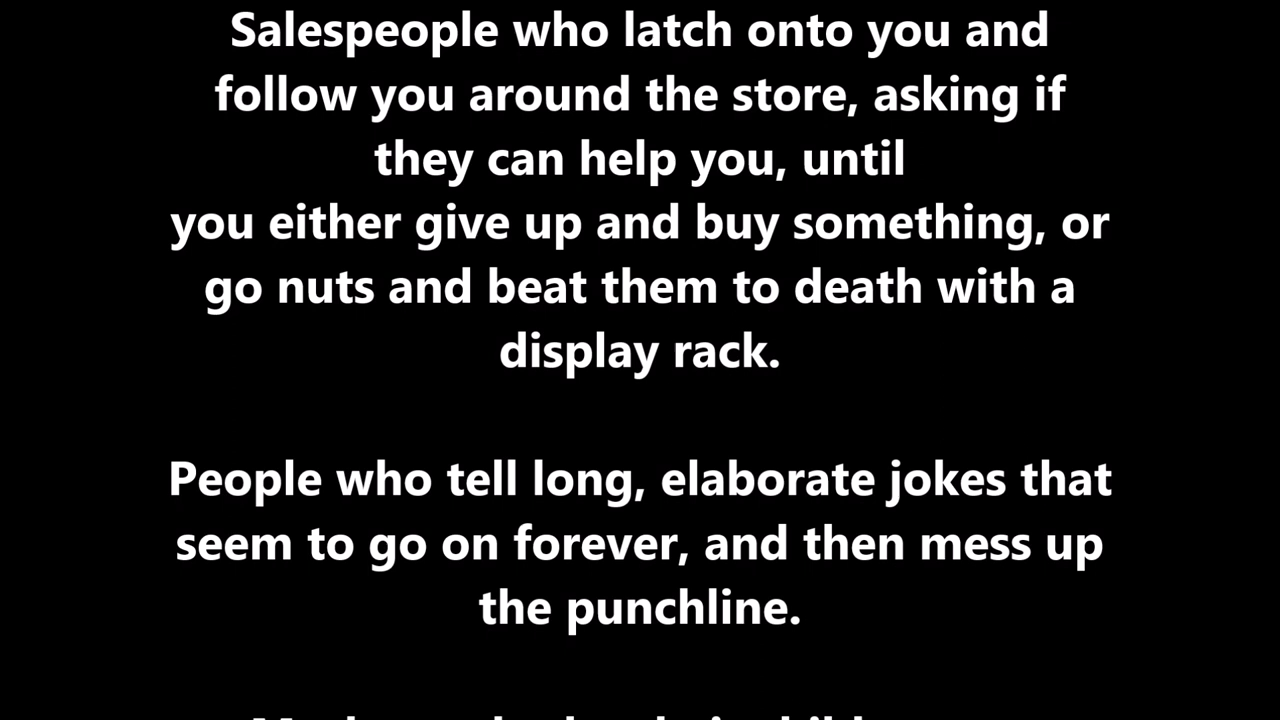 Salespeople who latch onto you and
follow you around the store, asking if
they can help you, until
you either give up and buy something, or
go nuts and beat them to death with a
display rack.
People who tell long, elaborate jokes that
seem to go on forever, and then mess up
the punchline.